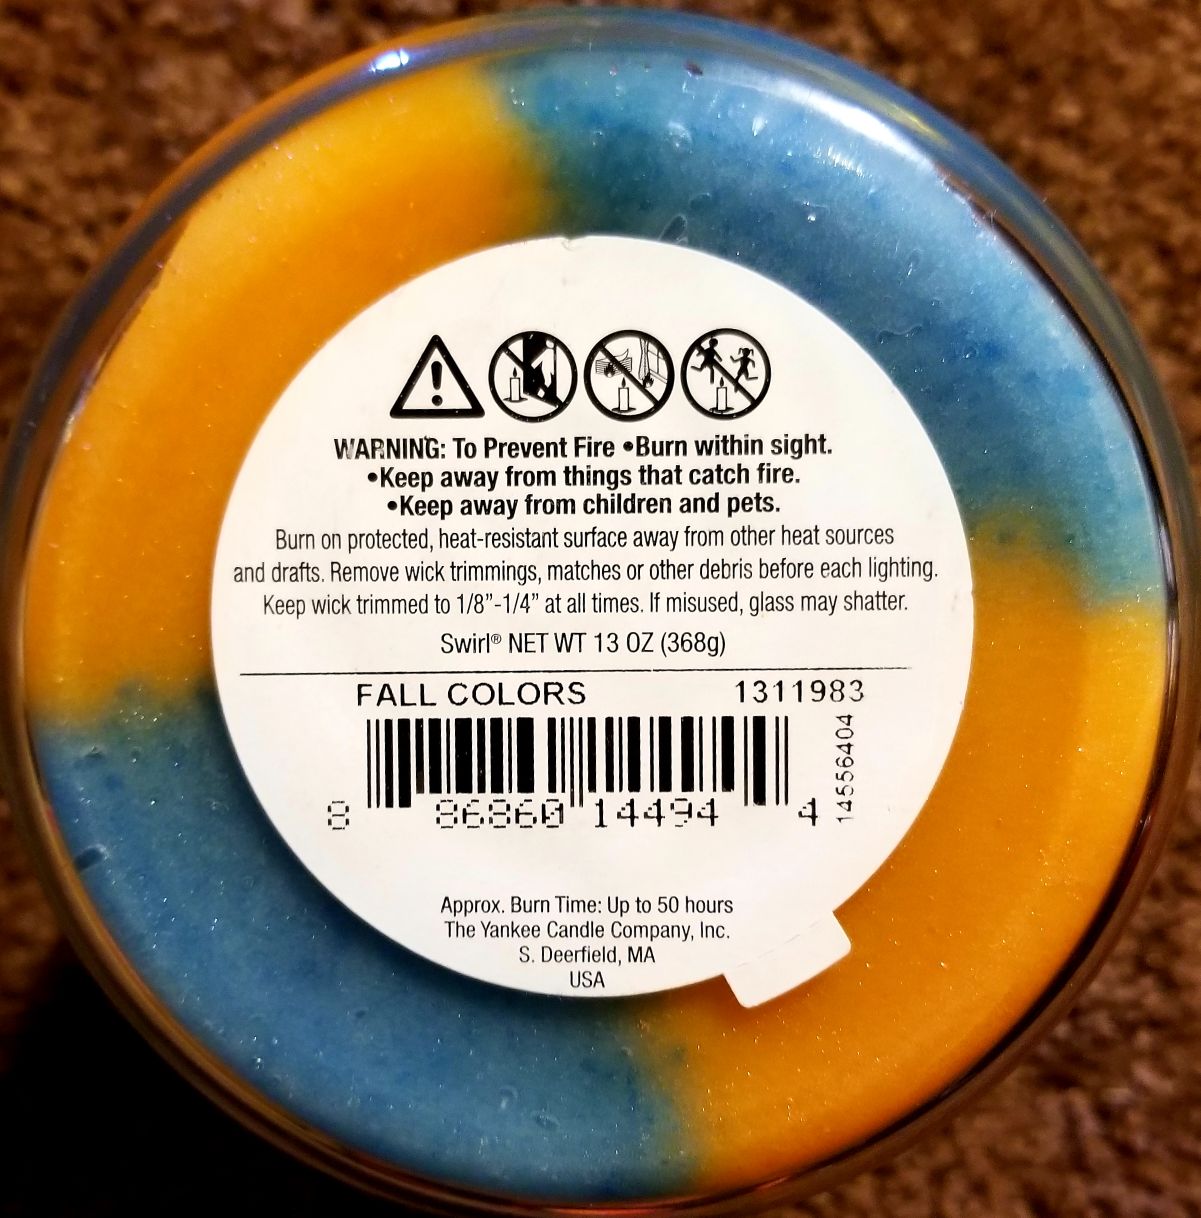 WARNING: To Prevent Fire •Burn within sight.
•Keep away from things that catch fire.
•Keep away from children and pets.
Burn on protected, heat-resistant surface away from other heat sources
and drafts. Remove wick trimmings, matches or other debris before each lighting.
Keep wick trimmed to 1/8”-1/4” at all times. If misused, glass may shatter.
Swirl® NET WT 13 OZ (368g)
FALL COLORS 1311983
14556404
8 86860 14494 4
Approx. Burn Time: Up to 50 hours
The Yankee Candle Company, Inc.
S. Deerfield, MA
USA